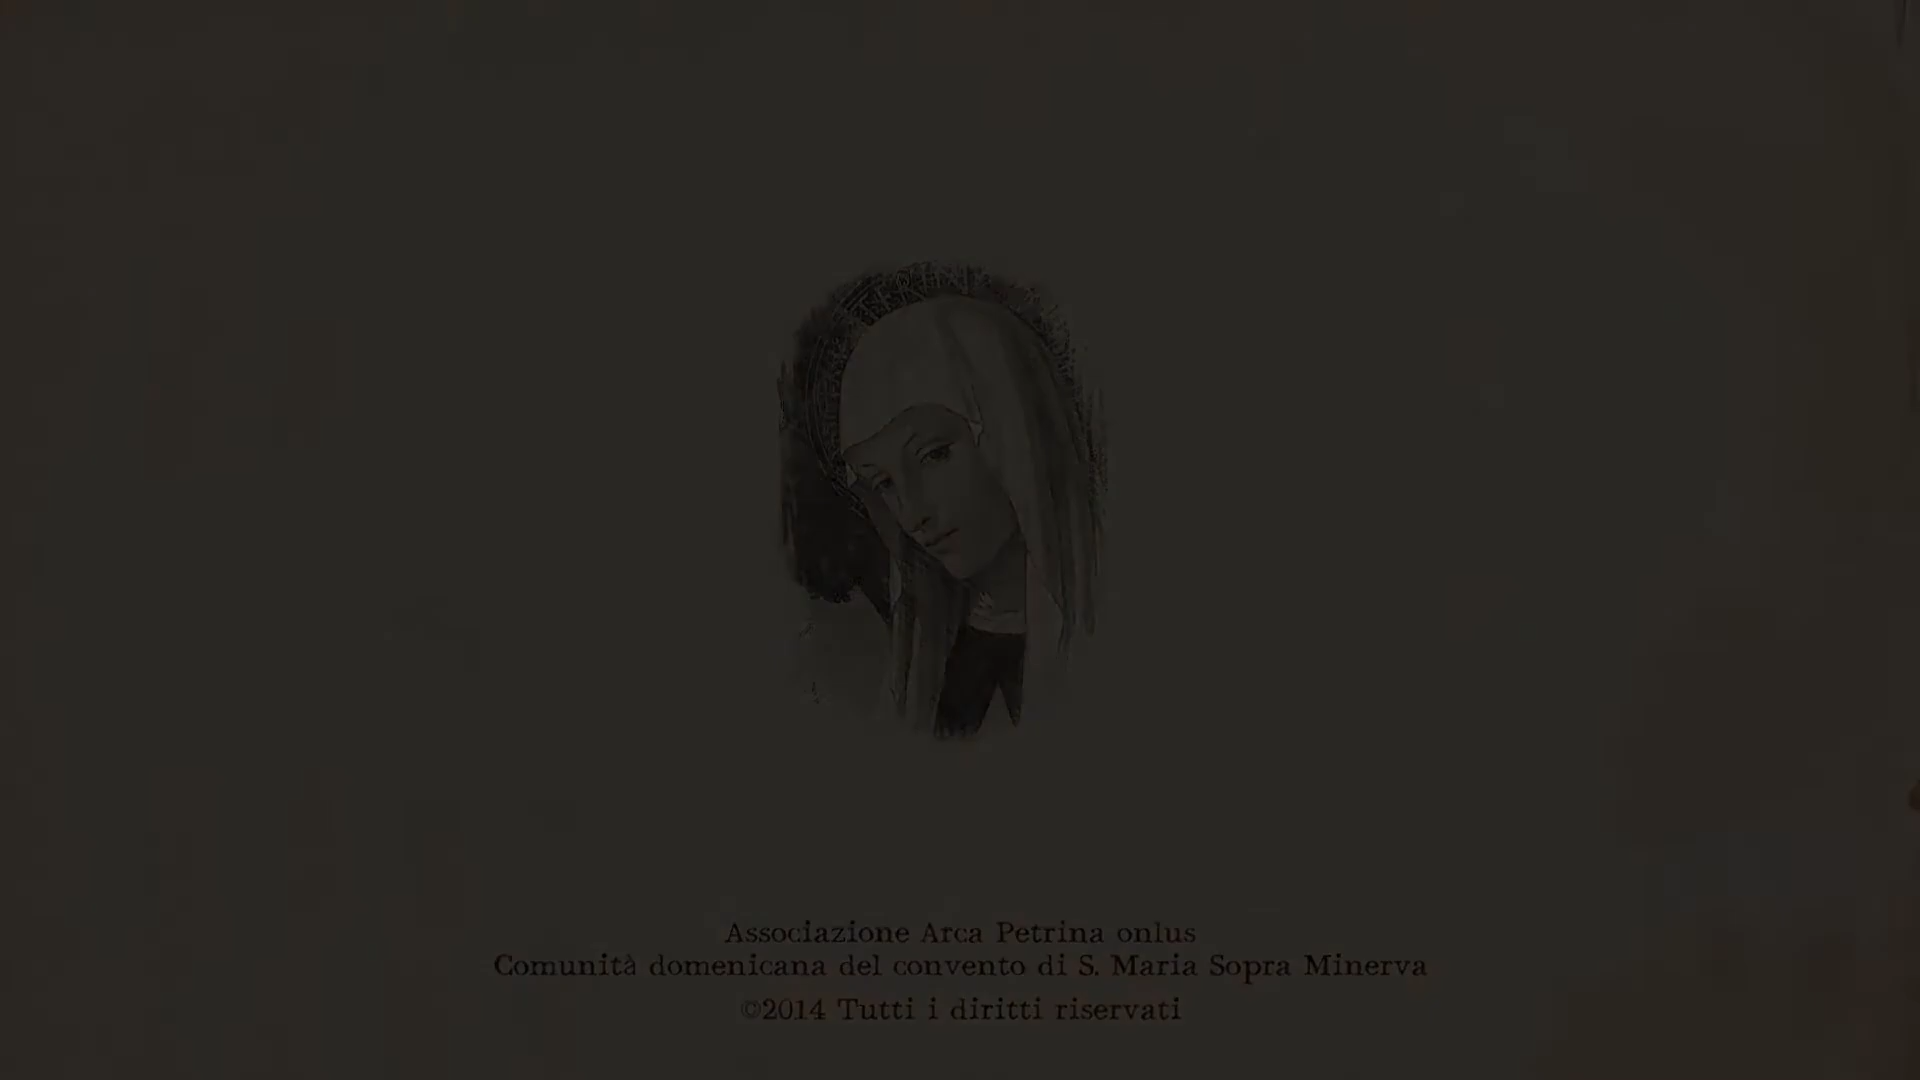 Associazione Arca Petrina onlus
Comunità domenicana del convento di S. Maria Sopra Minerva
©2014 Tutti i diritti riservati